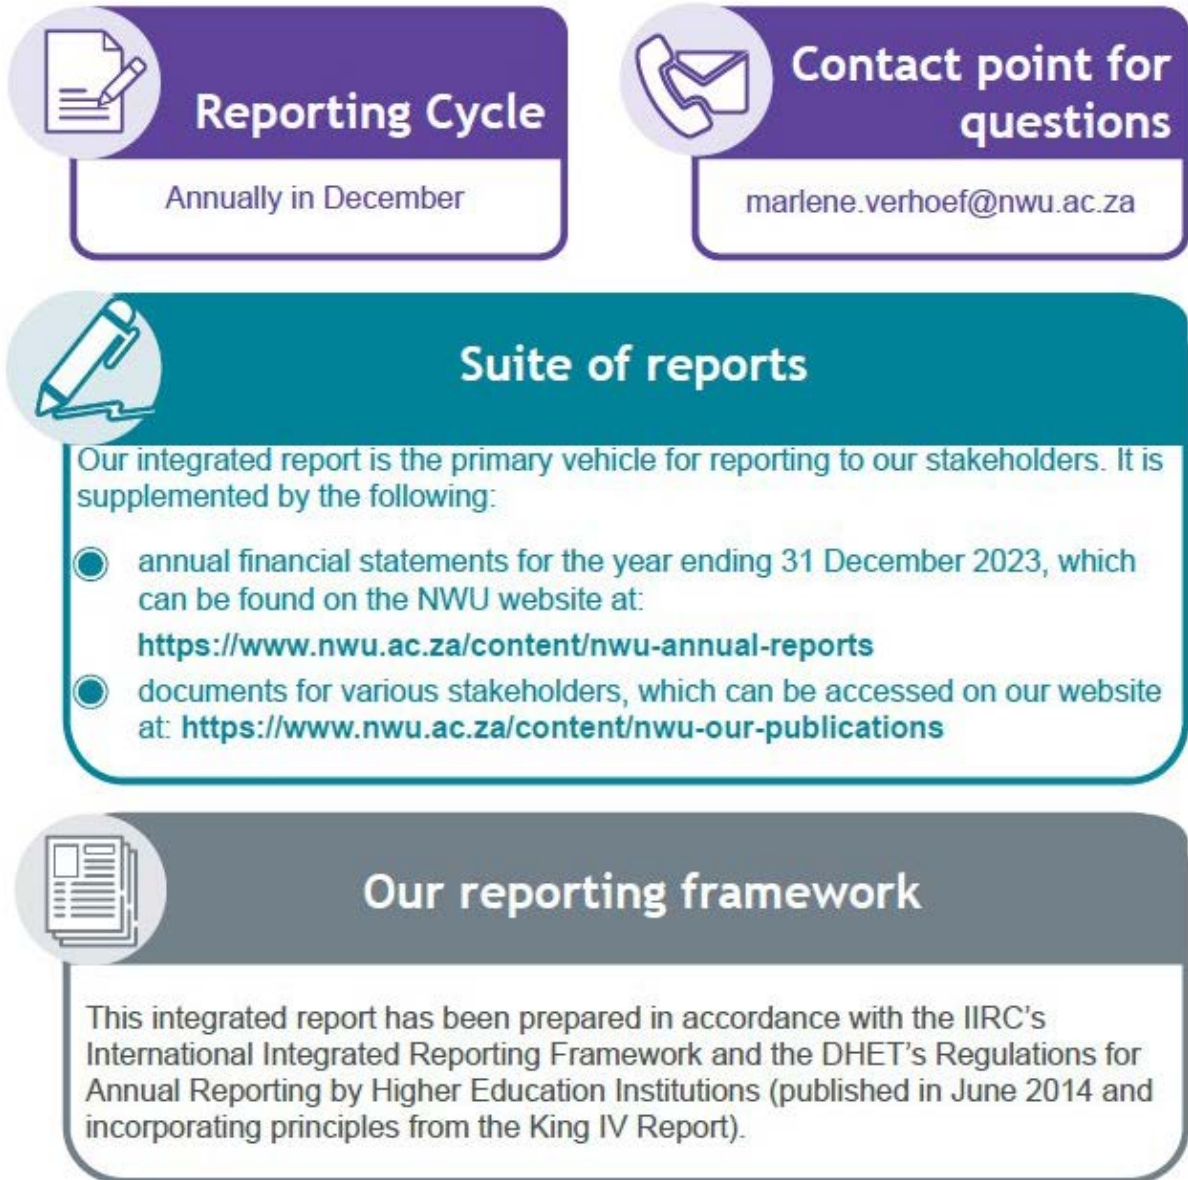 Reporting Cycle
Annually in December
Contact point for
questions
marlene.verhoef@nwu.ac.za
Suite of reports
Our integrated report is the primary vehicle for reporting to our stakeholders. It is
supplemented by the following:
annual financial statements for the year ending 31 December 2023, which
can be found on the NWU website at:
https://www.nwu.ac.za/content/nwu-annual-reports
documents for various stakeholders, which can be accessed on our website
at: https://www.nwu.ac.za/content/nwu-our-publications
Our reporting framework
This integrated report has been prepared in accordance with the IIRC's
International Integrated Reporting Framework and the DHET's Regulations for
Annual Reporting by Higher Education Institutions (published in June 2014 and
incorporating principles from the King IV Report).